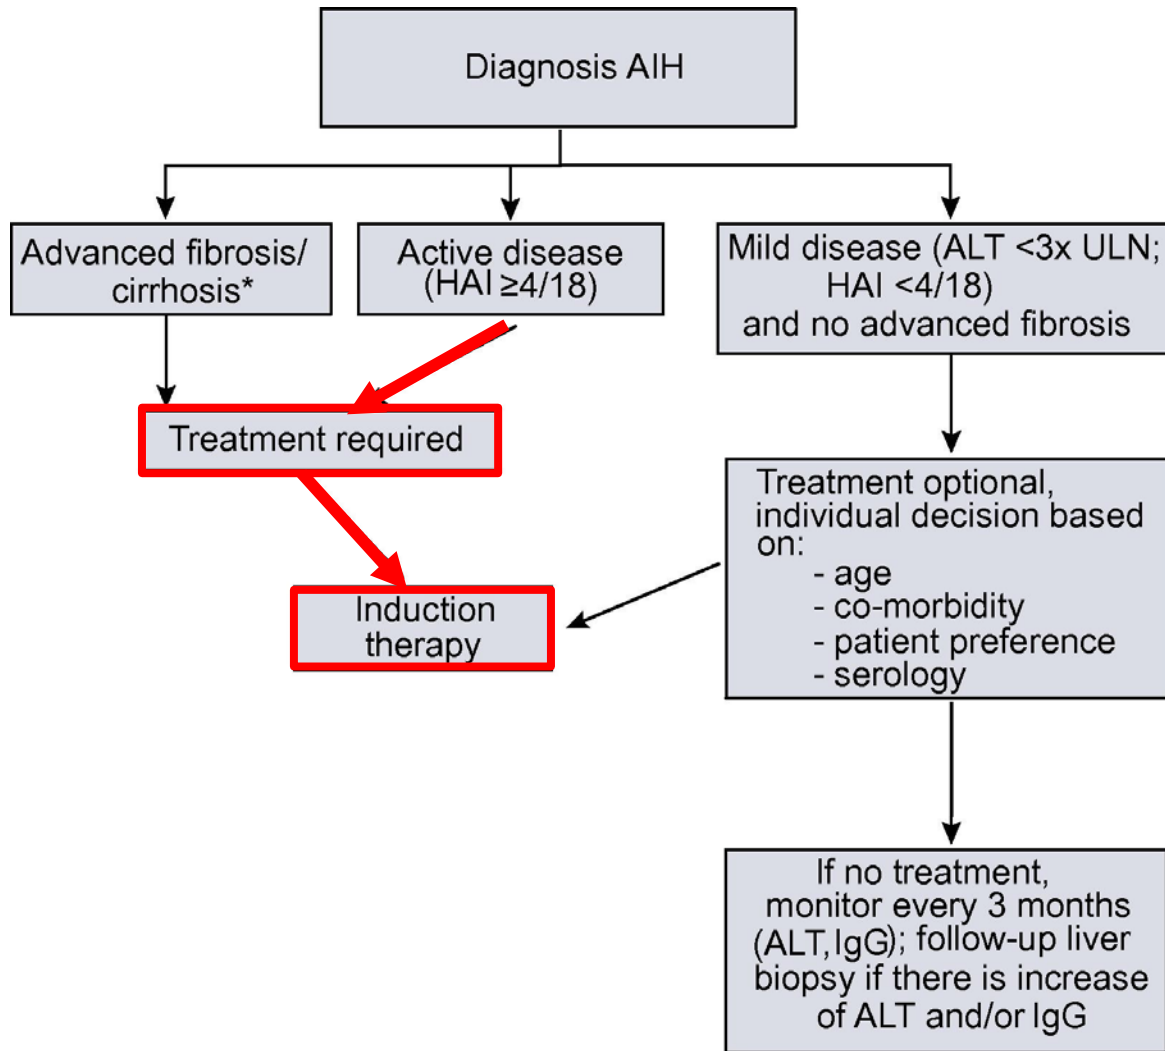 Diagnosis AIH
Advanced fibrosis/
cirrhosis*
Active disease
(HAI ≥4/18)
Mild disease (ALT <3x ULN;
HAI <4/18)
and no advanced fibrosis
Treatment required
Treatment optional,
individual decision based
on:
- age
- co-morbidity
- patient preference
- serology
Induction
therapy
If no treatment,
monitor every 3 months
(ALT, IgG); follow-up liver
biopsy if there is increase
of ALT and/or IgG